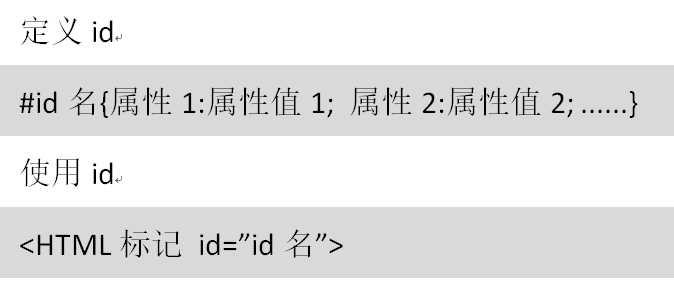 定义 id
#id 名{属性 1:属性值 1; 属性 2:属性值 2; ......}
使用 id
<HTML 标记 id=”id 名”>